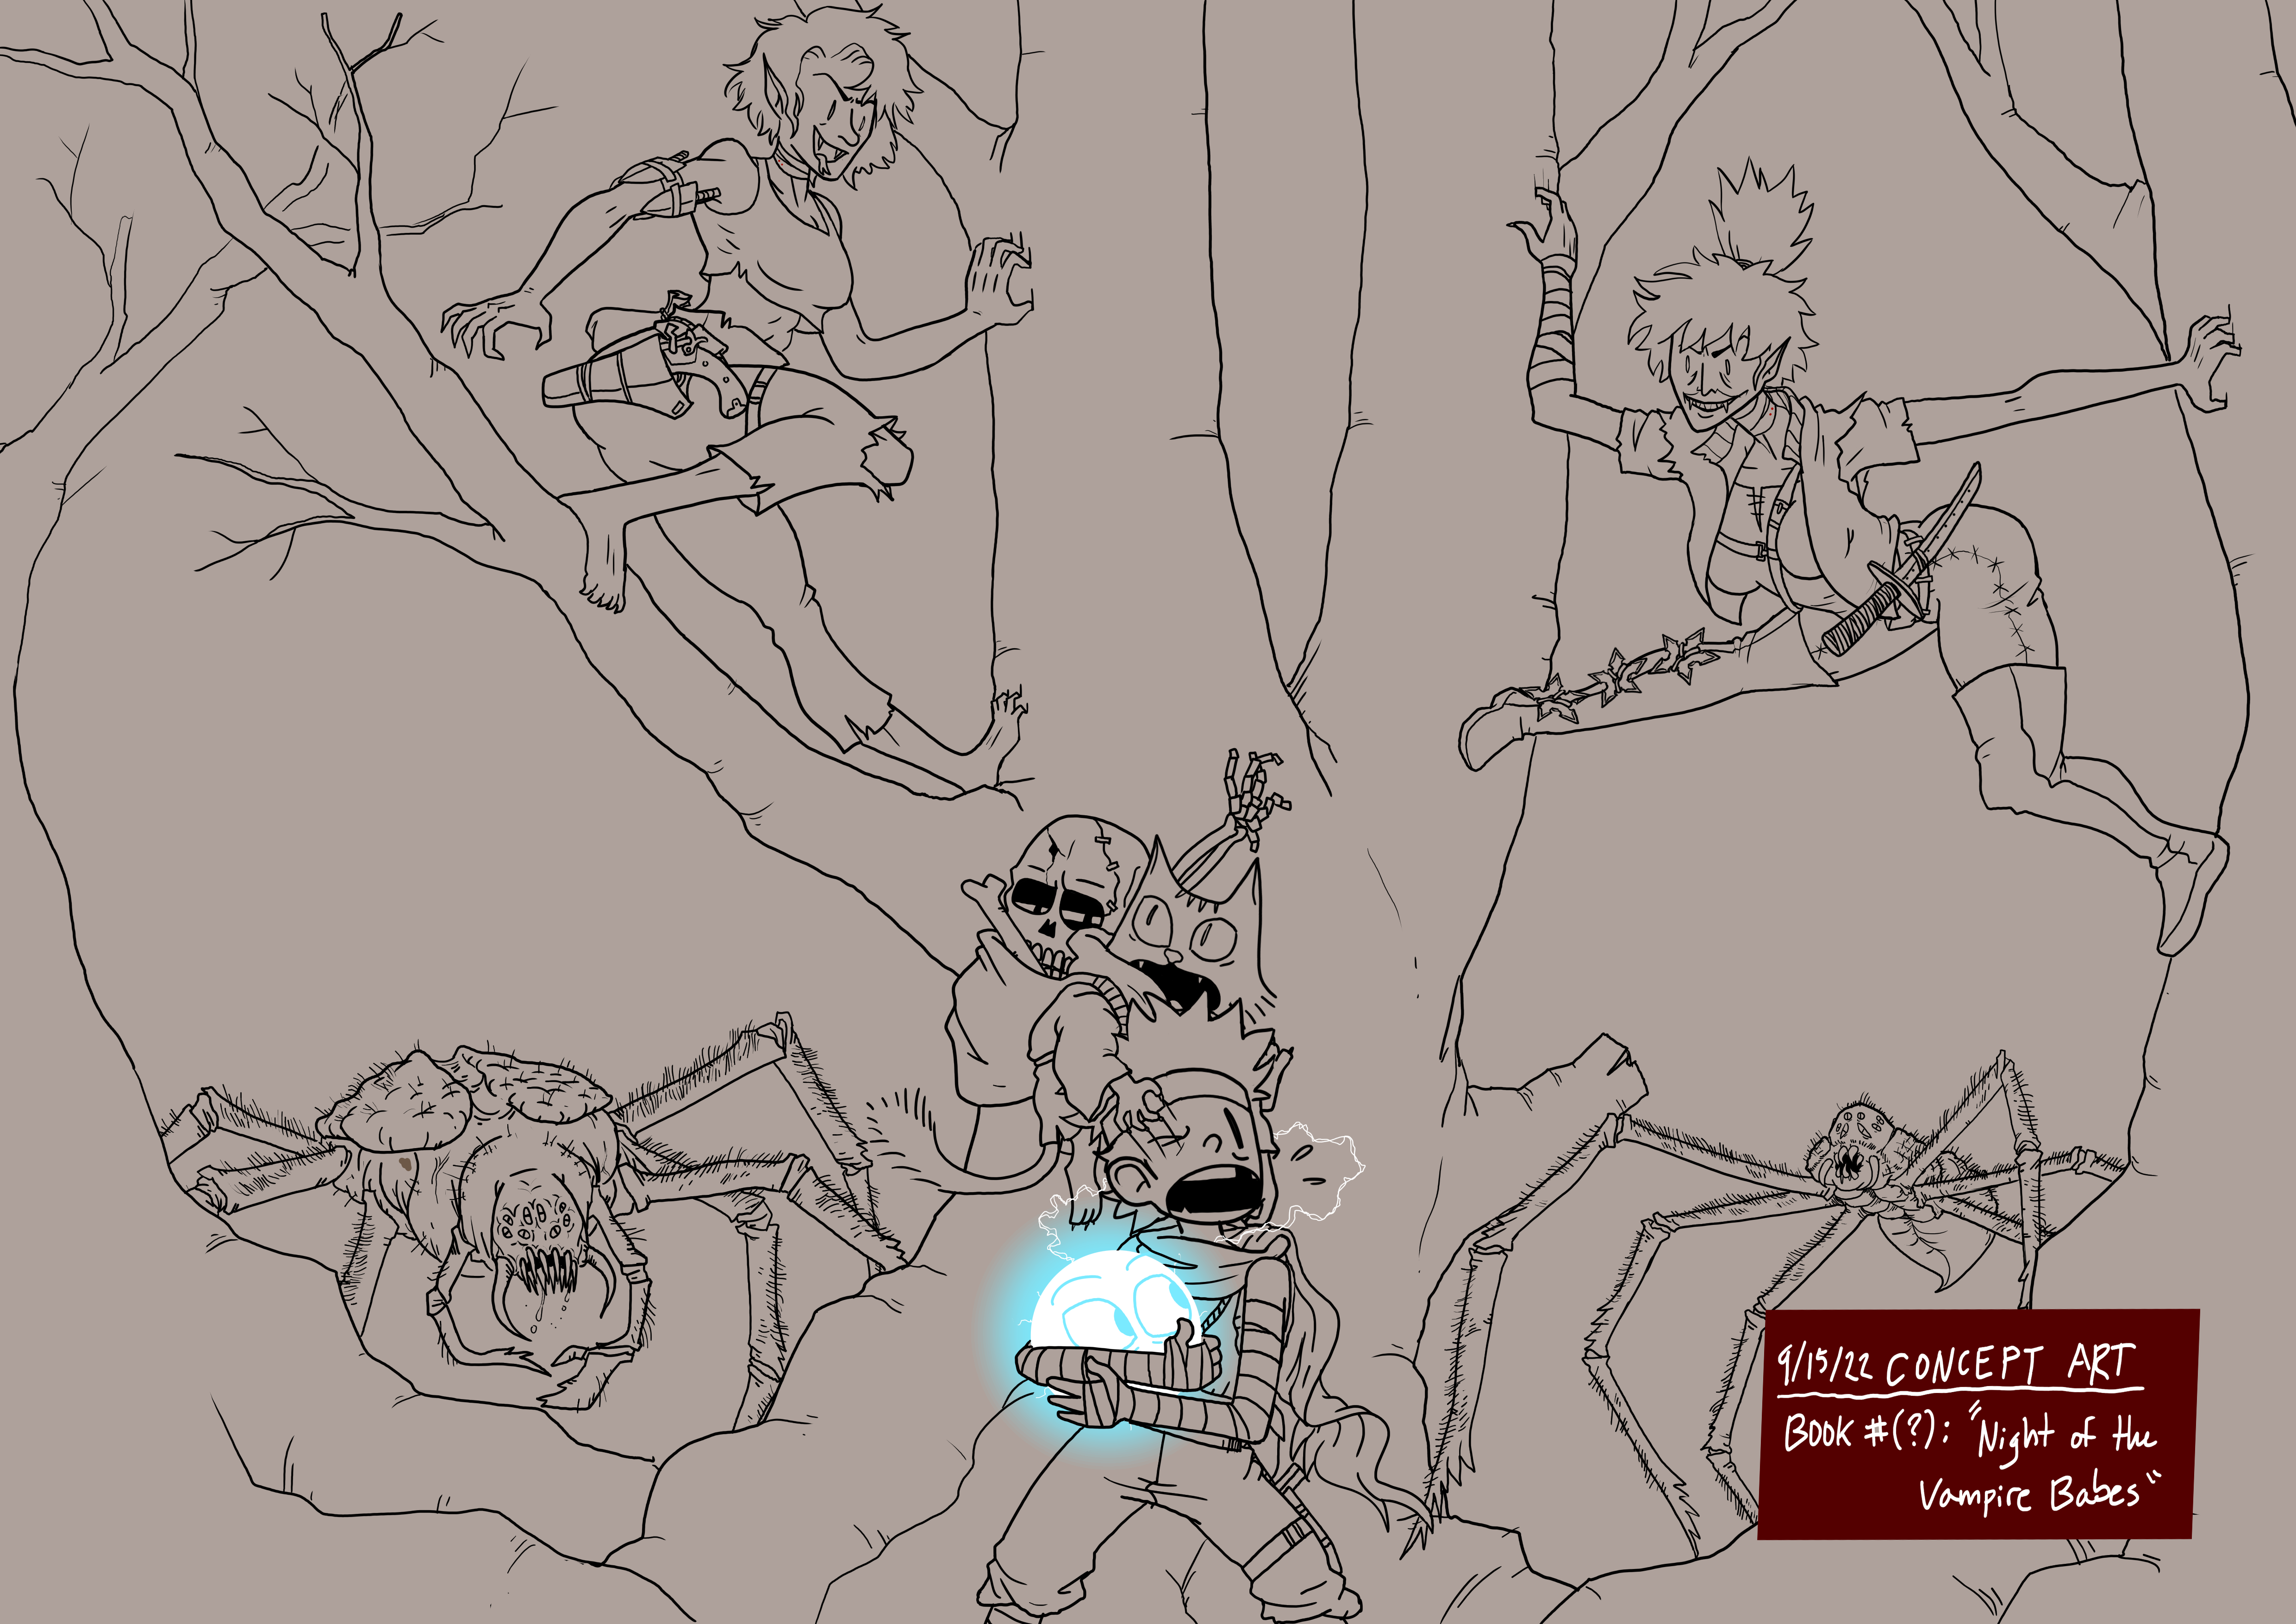 9/15/22 CONCEPT ART
BOOK #(?): "Night of the
Vampire Babes"